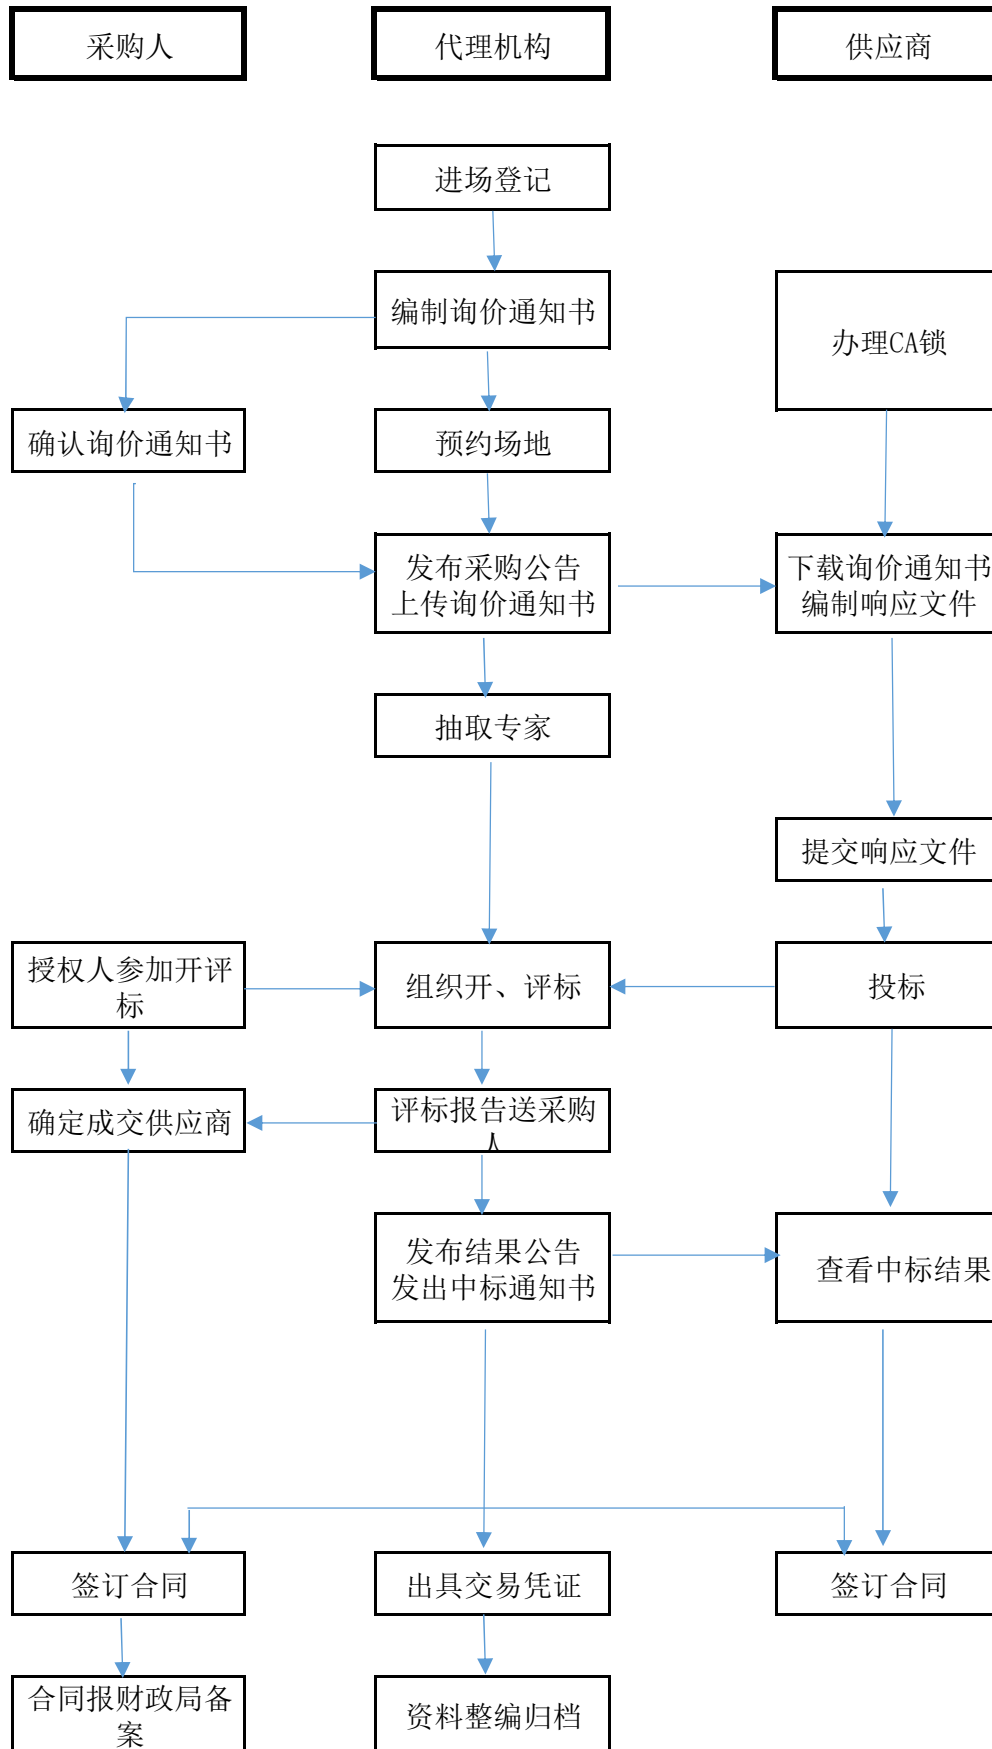 采购人
代理机构
供应商
进场登记
编制询价通知书
办理CA锁
确认询价通知书
预约场地
发布采购公告
上传询价通知书
下载询价通知书
编制响应文件
抽取专家
提交响应文件
授权人参加开评
标
组织开、评标
投标
确定成交供应商
评标报告送采购
人
发布结果公告
发出中标通知书
查看中标结果
签订合同
出具交易凭证
签订合同
合同报财政局备
案
资料整编归档